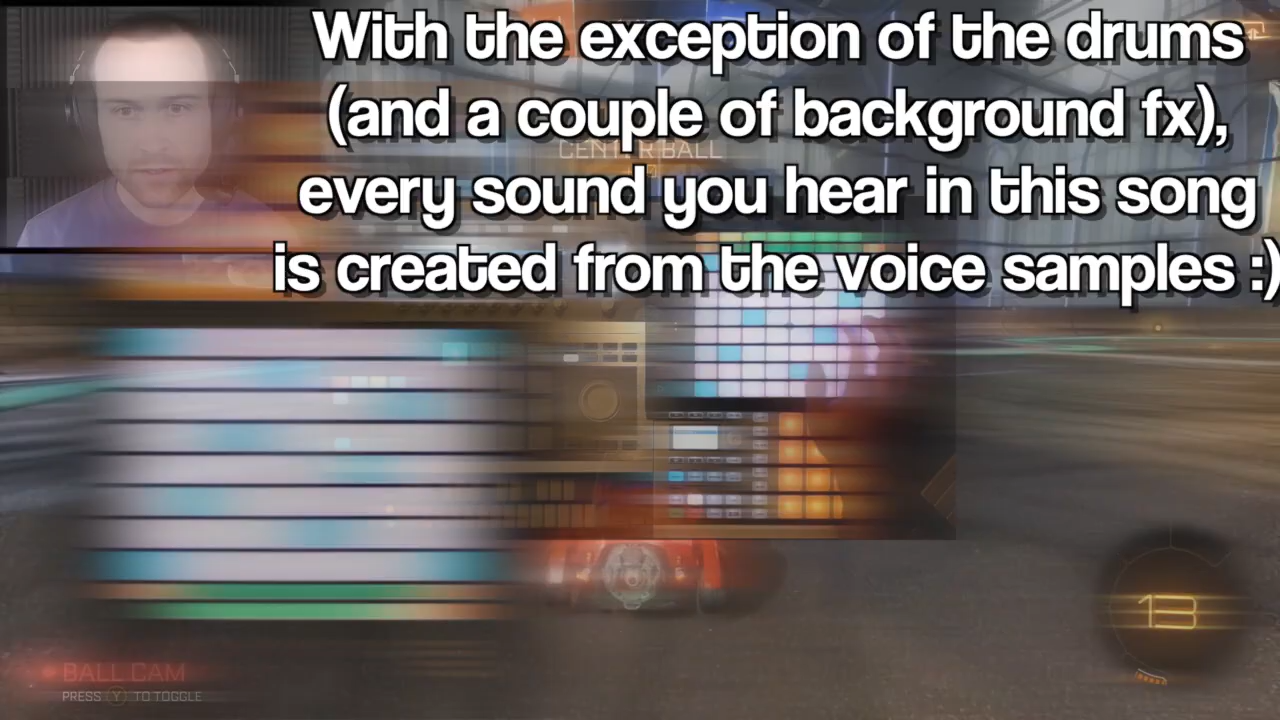 With the exception of the drums
(and a couple of background fx),
CENTER BALL
every sound you hear in this song
is created from the voice samples :)
13
BALL CAM
PRESS Y TO TOGGLE